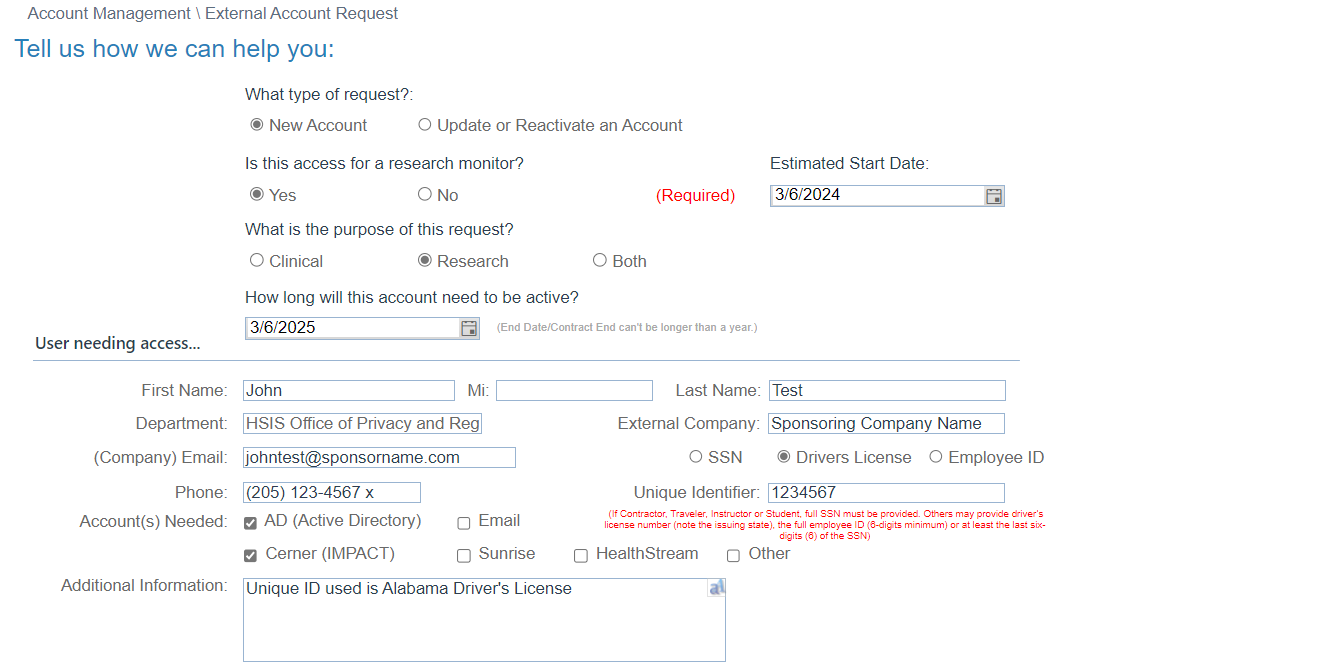 Account Management \ External Account Request
Tell us how we can help you:
What type of request?:
New Account Update or Reactivate an Account
Is this access for a research monitor? Estimated Start Date:
Yes No (Required) 3/6/2024
What is the purpose of this request?
Clinical Research Both
How long will this account need to be active?
3/6/2025 (End Date/Contract End can't be longer than a year.)
User needing access...
First Name: John Mi: Last Name: Test
Department: HSIS Office of Privacy and Reg External Company: Sponsoring Company Name
(Company) Email: johntest@sponsorname.com SSN Drivers License Employee ID
Phone: (205) 123-4567 x Unique Identifier: 1234567
Account(s) Needed: AD (Active Directory) Email
(If Contractor, Traveler, Instructor or Student, full SSN must be provided. Others may provide driver's
license number (note the issuing state), the full employee ID (6-digits minimum) or at least the last six-
digits (6) of the SSN)
Cerner (IMPACT) Sunrise HealthStream Other
Additional Information: Unique ID used is Alabama Driver's License